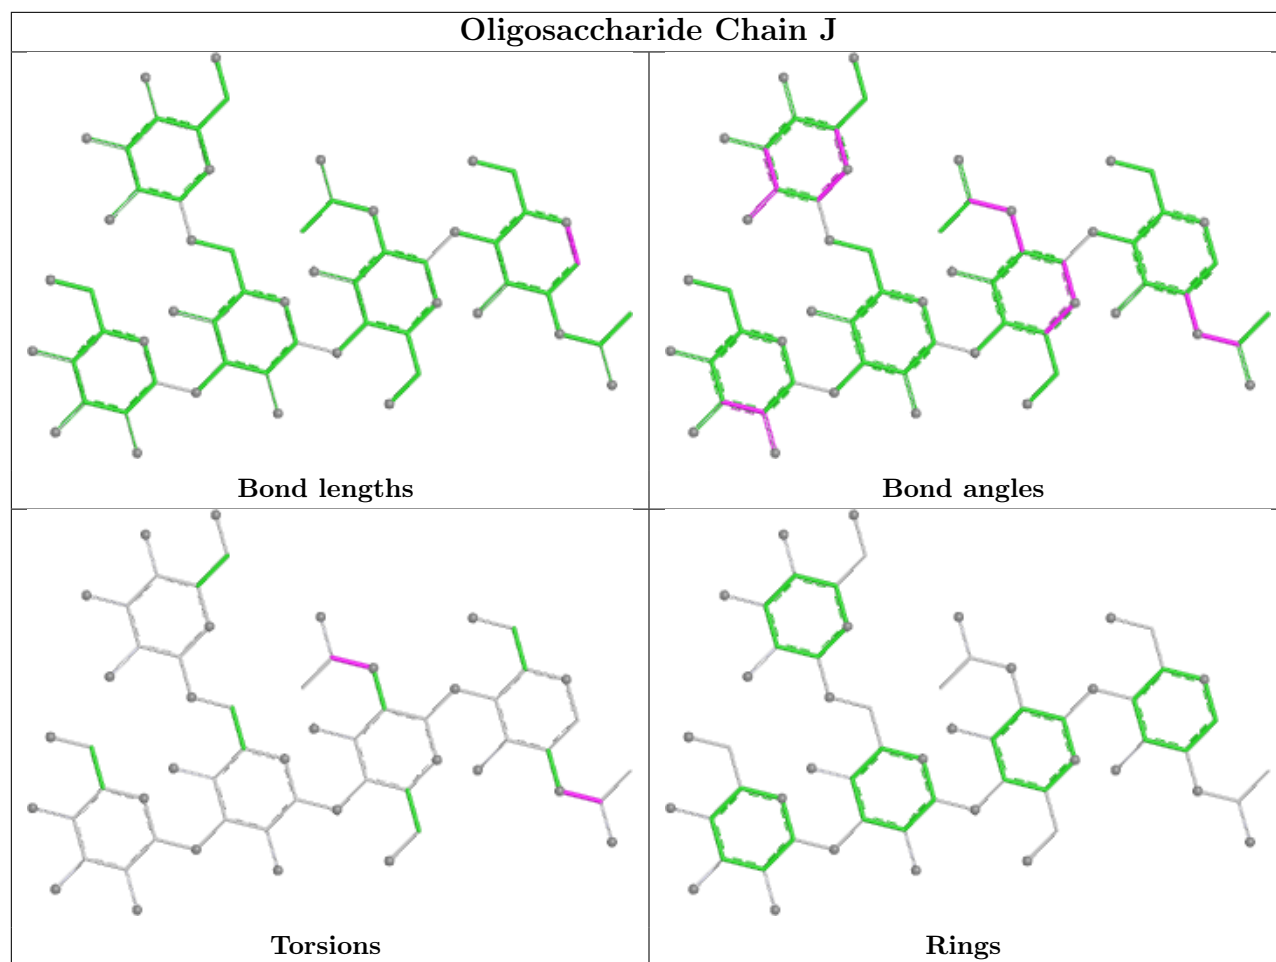 Oligosaccharide Chain J
Bond lengths
Bond angles
Torsions
Rings